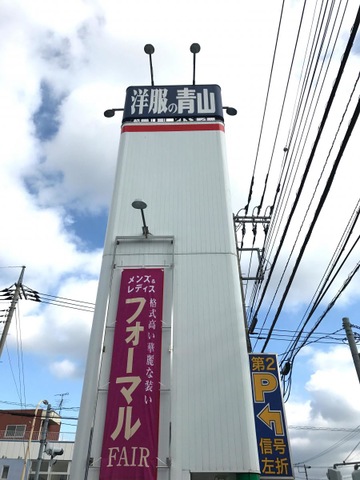 洋服の青山
メンズ&
レディス
フォーマル
格式高い華麗な装い
FAIR
第2
P
信号
左折